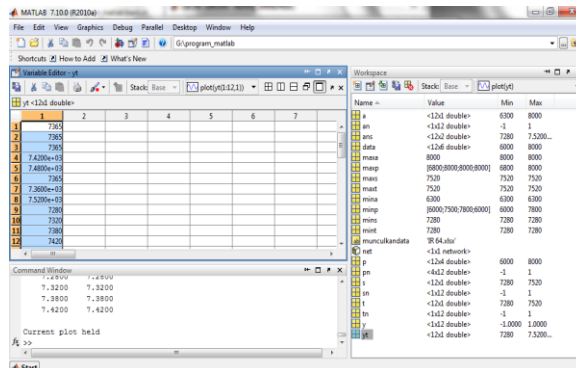 MATLAB 7.10.0 (R2010a)
File Edit View Graphics Debug Parallel Desktop Window Help
G:\program_matlab
Shortcuts How to Add What's New
Variable Editor - yt
Stack: Base plot(yt(1:12,1))
yt <12x1 double>
1 2 3 4 5 6 7
1 7365
2 7365
3 7365
4 7.4200e+03
5 7.4800e+03
6 7365
7 7.3600e+03
8 7.5200e+03
9 7280
10 7320
11 7380
12 7420
Command Window
7.2800 7.2800
7.3200 7.3200
7.3800 7.3800
7.4200 7.4200
Current plot held
fx >>
Start
Workspace
Stack: Base plot(yt)
Name Value Min Max
a <12x1 double> 6300 8000
an <1x12 double> -1 1
ans <12x2 double> 7280 7.5200...
data <12x6 double> 6000 8000
maxa 8000 8000 8000
maxp [6800;8000;8000;8000] 6800 8000
maxs 7520 7520 7520
maxt 7520 7520 7520
mina 6300 6300 6300
minp [6000;7500;7800;6000] 6000 7800
mins 7280 7280 7280
mint 7280 7280 7280
munculkandata 'IR 64.xlsx'
net <1x1 network>
p <12x4 double> 6000 8000
pn <4x12 double> -1 1
s <12x1 double> 7280 7520
sn <1x12 double> -1 1
t <12x1 double> 7280 7520
tn <1x12 double> -1 1
y <1x12 double> -1.0000 1.0000
yt <12x1 double> 7280 7.5200...